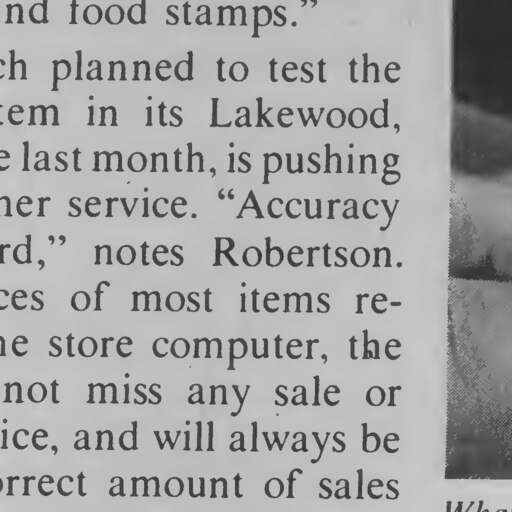 nd food stamps.”
ch planned to test the
tem in its Lakewood,
e last month, is pushing
ner service. “Accuracy
rd,” notes Robertson.
ces of most items re-
he store computer, the
not miss any sale or
ice, and will always be
orrect amount of sales